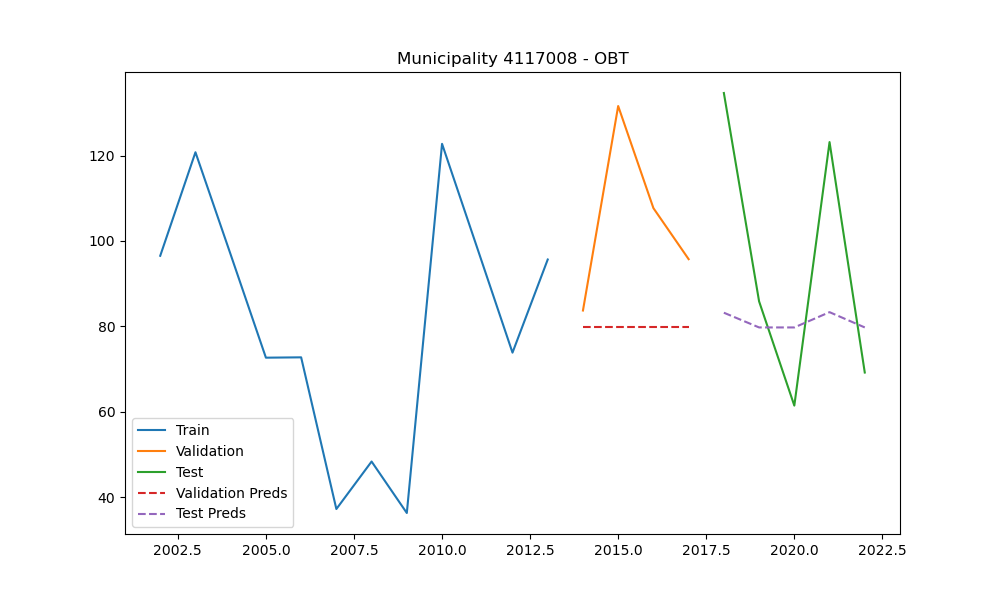 Municipality 4117008 - OBT
120
100
80
60
40
Train
Validation
Test
Validation Preds
Test Preds
2002.5 2005.0 2007.5 2010.0 2012.5 2015.0 2017.5 2020.0 2022.5